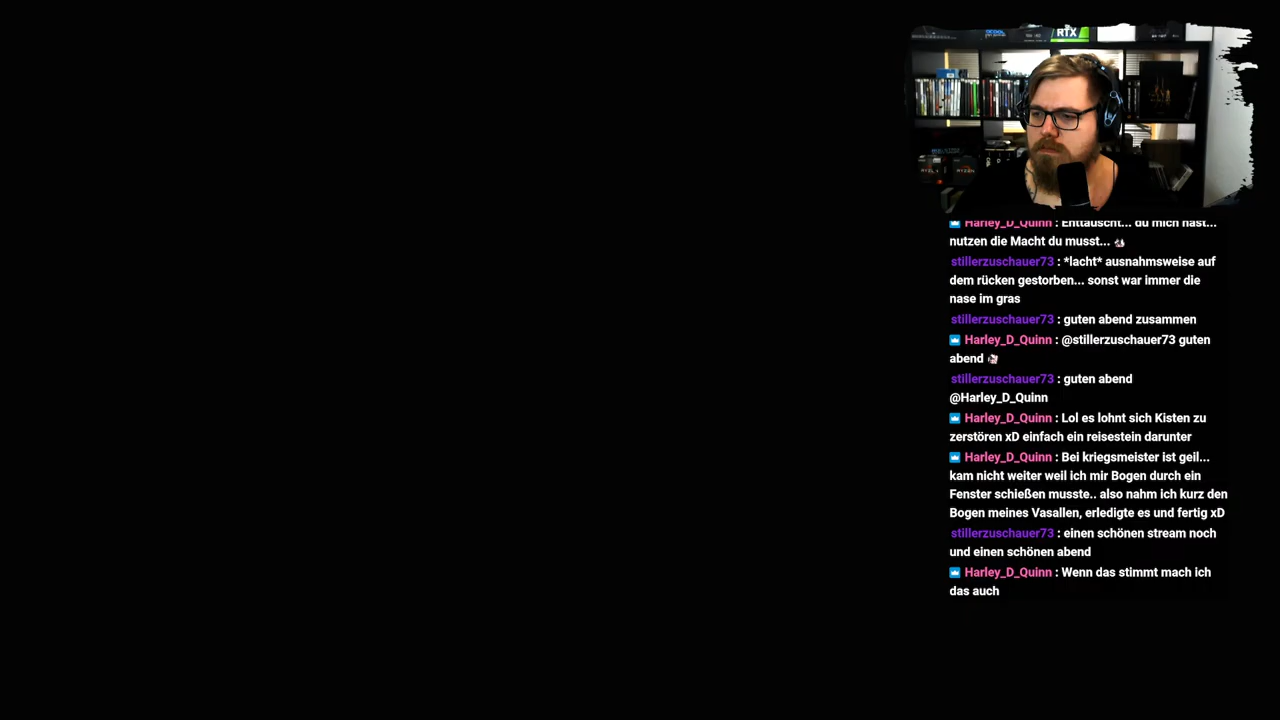 RTX
Harley_D_Quinn : Enttäuscht... du mich hast...
nutzen die Macht du musst...
stillerzuschauer73 : *lacht* ausnahmsweise auf
dem rücken gestorben... sonst war immer die
nase im gras
stillerzuschauer73 : guten abend zusammen
Harley_D_Quinn : @stillerzuschauer73 guten
abend
stillerzuschauer73 : guten abend
@Harley_D_Quinn
Harley_D_Quinn : Lol es lohnt sich Kisten zu
zerstören xD einfach ein reisestein darunter
Harley_D_Quinn : Bei kriegsmeister ist geil...
kam nicht weiter weil ich mir Bogen durch ein
Fenster schießen musste.. also nahm ich kurz den
Bogen meines Vasallen, erledigte es und fertig xD
stillerzuschauer73 : einen schönen stream noch
und einen schönen abend
Harley_D_Quinn : Wenn das stimmt mach ich
das auch